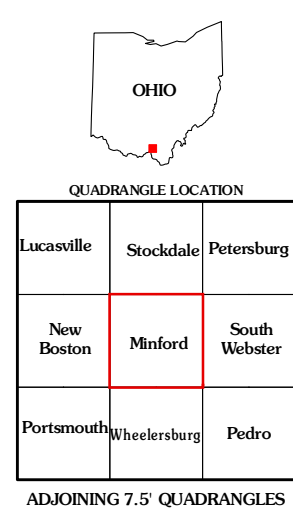 OHIO
QUADRANGLE LOCATION
Lucasville Stockdale Petersburg
New Boston Minford South Webster
Portsmouth Wheelersburg Pedro
ADJOINING 7.5' QUADRANGLES